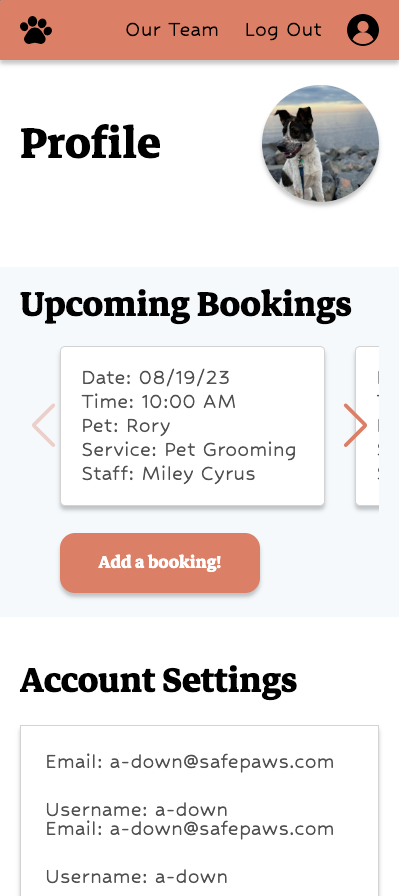 Our Team Log Out
Profile
Upcoming Bookings
Date: 08/19/23
Time: 10:00 AM
Pet: Rory
Service: Pet Grooming
Staff: Miley Cyrus
Add a booking!
Account Settings
Email: a-down@safepaws.com
Username: a-down
Email: a-down@safepaws.com
Username: a-down